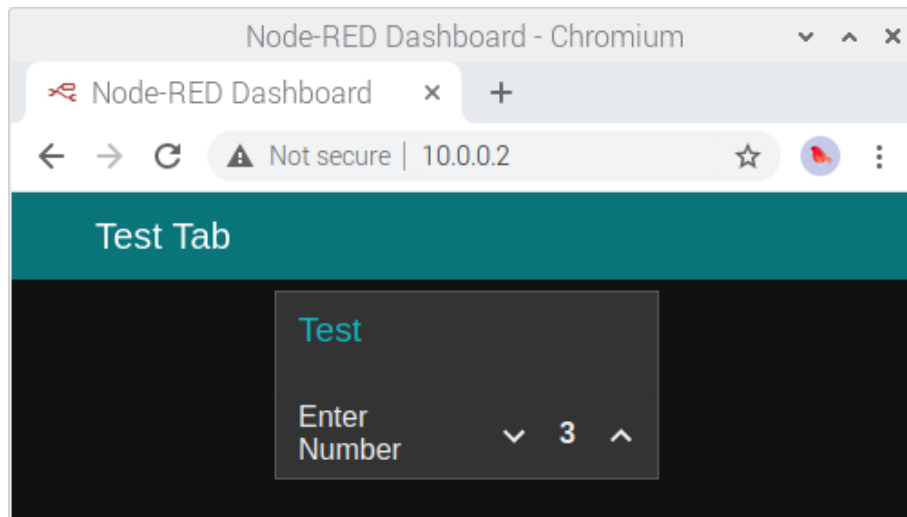 Node-RED Dashboard - Chromium
Node-RED Dashboard
Not secure | 10.0.0.2
Test Tab
Test
Enter
Number
3